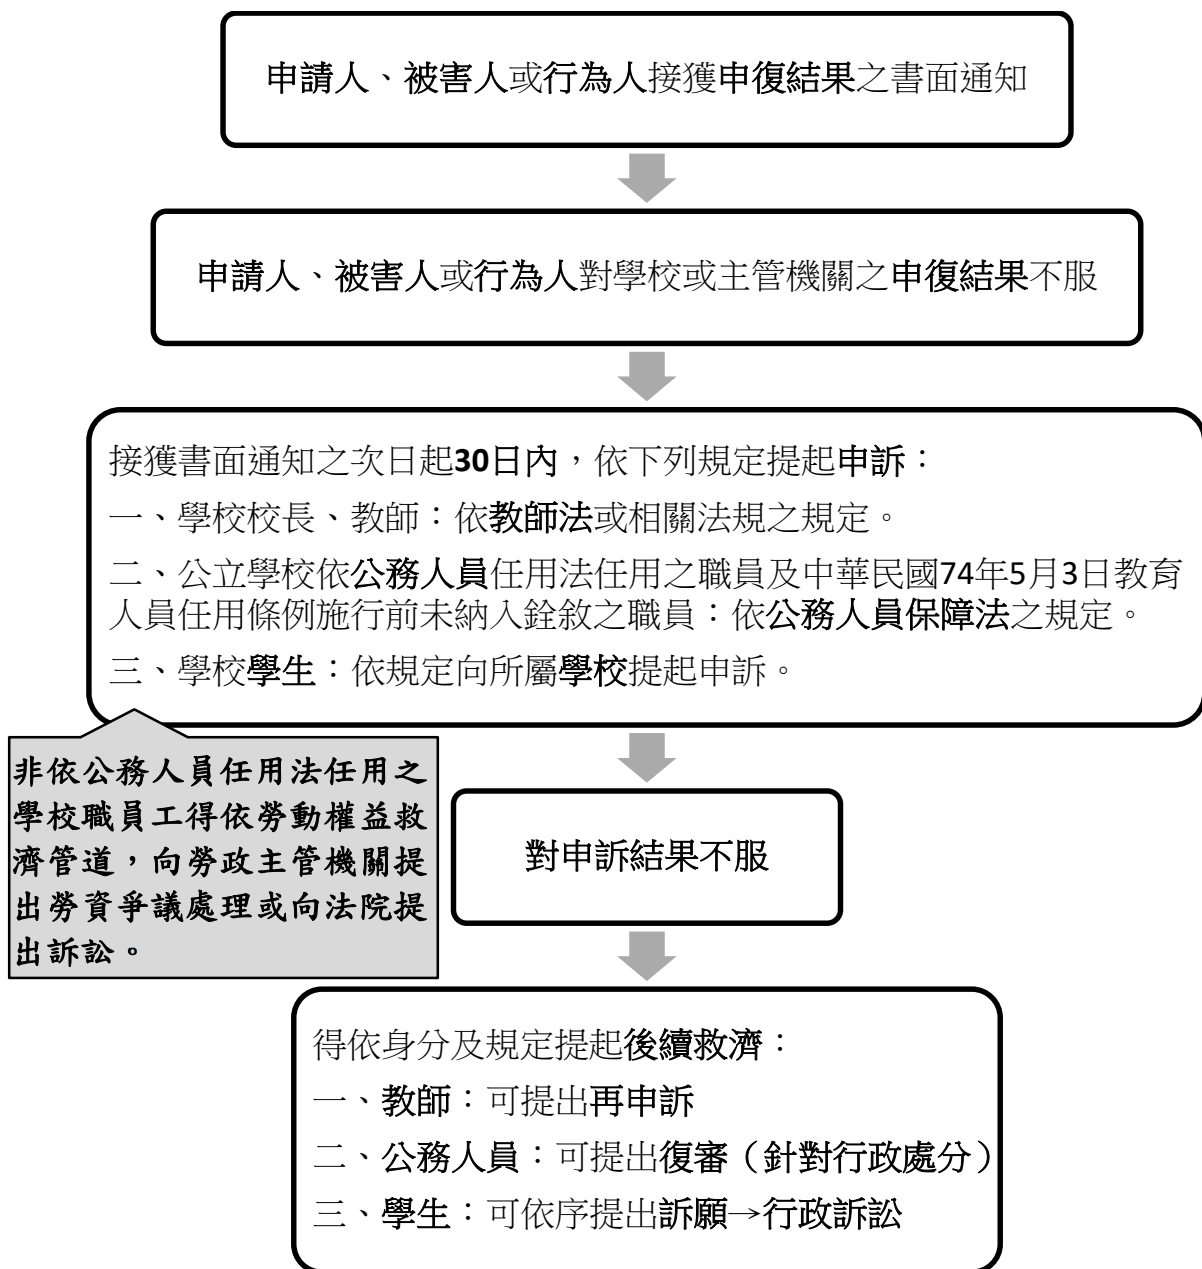 申請人、被害人或行為人接獲申復結果之書面通知
申請人、被害人或行為人對學校或主管機關之申復結果不服
接獲書面通知之次日起30日內，依下列規定提起申訴：
一、學校校長、教師：依教師法或相關法規之規定。
二、公立學校依公務人員任用法任用之職員及中華民國74年5月3日教育
人員任用條例施行前未納入銓敘之職員：依公務人員保障法之規定。
三、學校學生：依規定向所屬學校提起申訴。
非依公務人員任用法任用之
學校職員工得依勞動權益救
濟管道，向勞政主管機關提
出勞資爭議處理或向法院提
出訴訟。
對申訴結果不服
得依身分及規定提起後續救濟：
一、教師：可提出再申訴
二、公務人員：可提出復審（針對行政處分）
三、學生：可依序提出訴願→行政訴訟